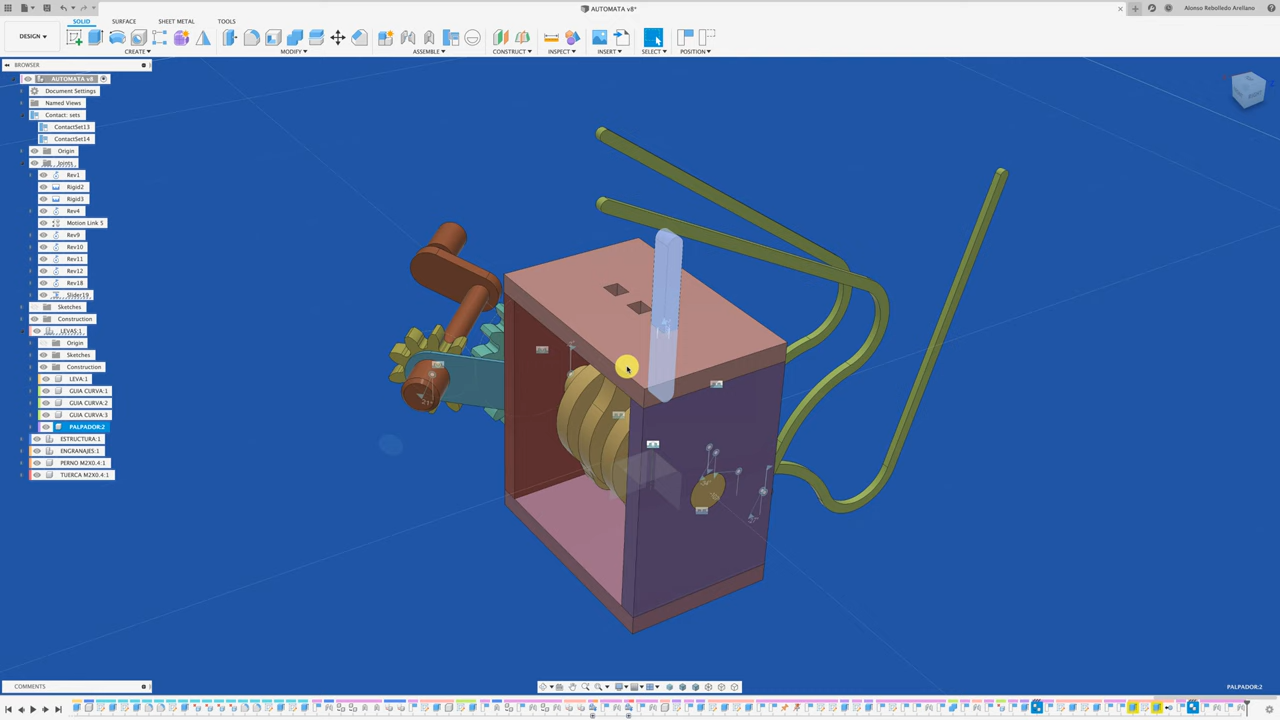 AUTOMATA v8*
Alonso Rebolledo Arellano
DESIGN
SOLID
SURFACE
SHEET METAL
TOOLS
CREATE
MODIFY
ASSEMBLE
CONSTRUCT
INSPECT
INSERT
SELECT
POSITION
BROWSER
AUTOMATA v8
Document Settings
Named Views
Contact: sets
ContactSet13
ContactSet14
Origin
Joints
Rev1
Rigid2
Rigid3
Rev4
Motion Link 5
Rev9
Rev10
Rev11
Rev12
Rev18
Slider19
Sketches
Construction
LEVAS:1
Origin
Sketches
Construction
LEVA:1
GUIA CURVA:1
GUIA CURVA:2
GUIA CURVA:3
PALPADOR:2
ESTRUCTURA:1
ENGRANAJES:1
PERNO M2X0.4:1
TUERCA M2X0.4:1
COMMENTS
PALPADOR:2